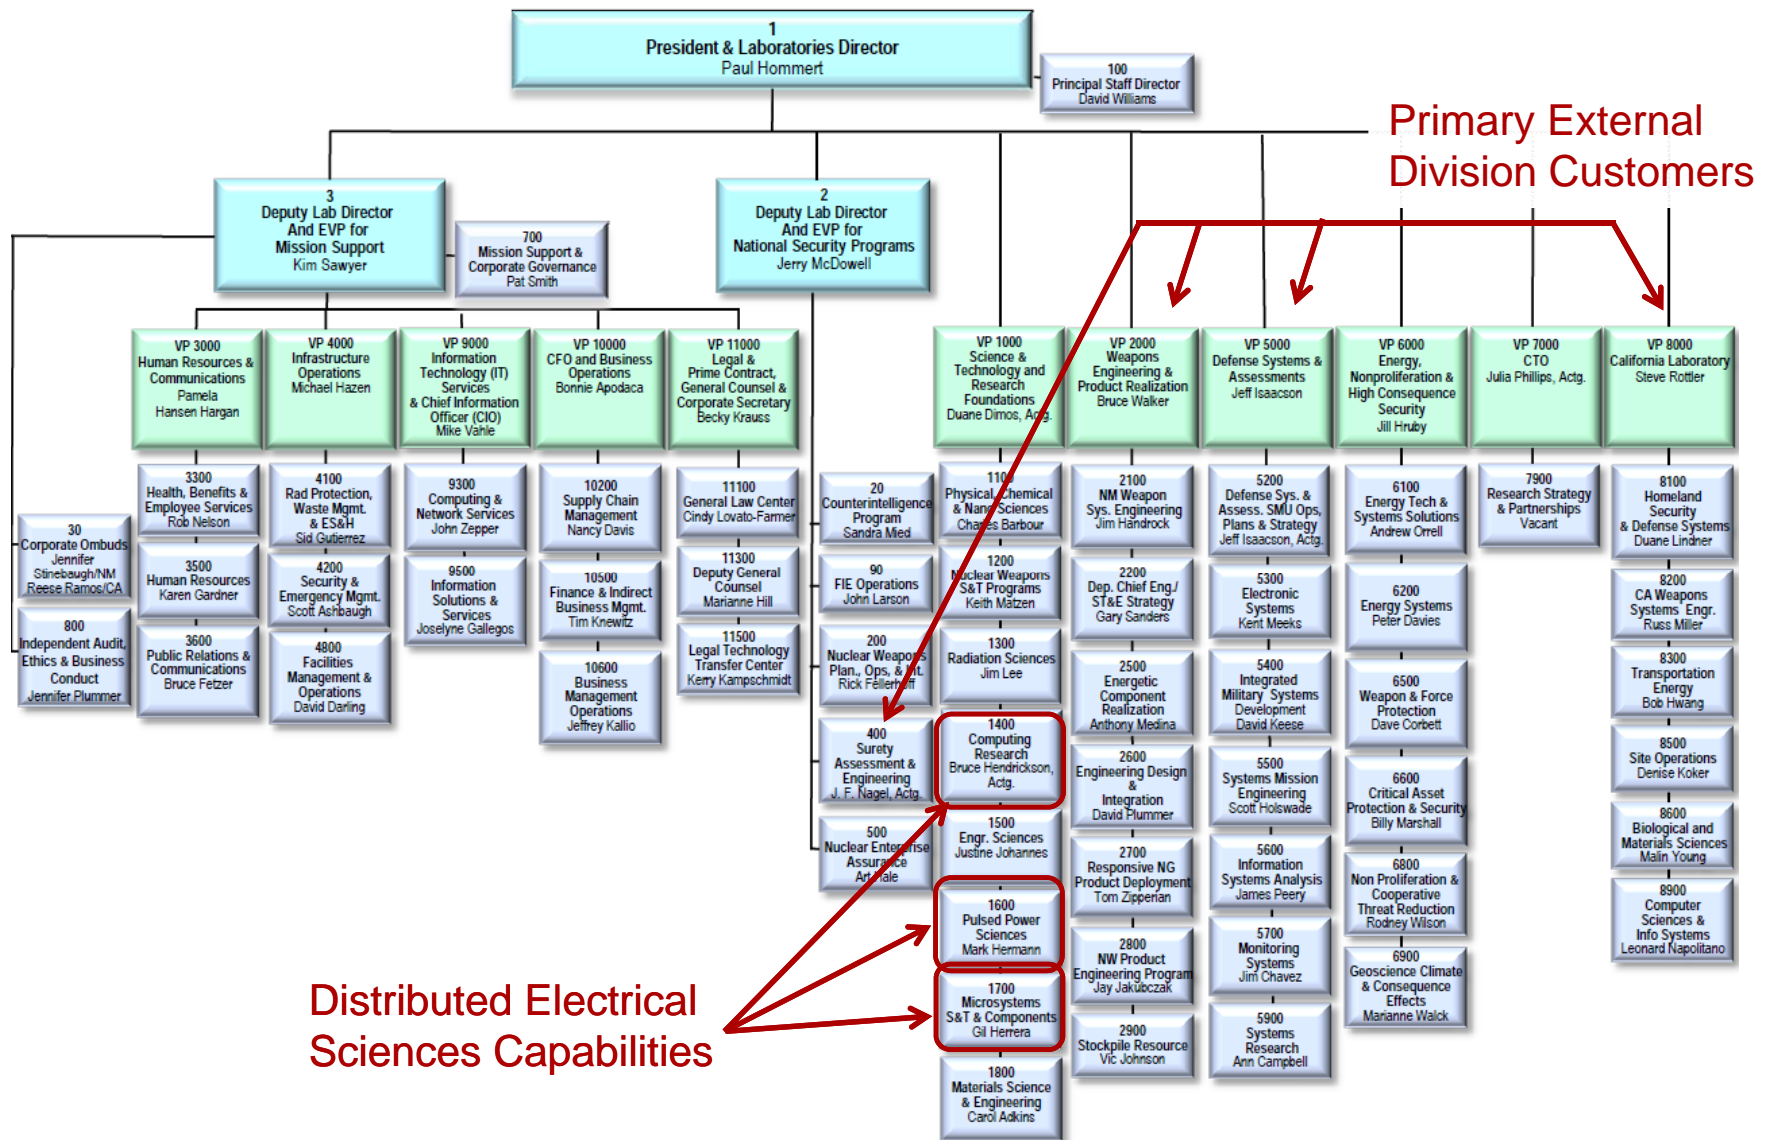 1
President & Laboratories Director
Paul Hommert
100
Principal Staff Director
David Williams
Primary External
Division Customers
3
Deputy Lab Director
And EVP for
Mission Support
Kim Sawyer
700
Mission Support &
Corporate Governance
Pat Smith
2
Deputy Lab Director
And EVP for
National Security Programs
Jerry McDowell
VP 3000
Human Resources &
Communications
Pamela
Hansen Hargan
VP 4000
Infrastructure
Operations
Michael Hazen
VP 9000
Information
Technology (IT)
Services
& Chief Information
Officer (CIO)
Mike Vahle
VP 10000
CFO and Business
Operations
Bonnie Apodaca
VP 11000
Legal &
Prime Contract,
General Counsel &
Corporate Secretary
Becky Krauss
VP 1000
Science &
Technology and
Research
Foundations
Duane Dimos, Actg.
VP 2000
Weapons
Engineering &
Product Realization
Bruce Walker
VP 5000
Defense Systems &
Assessments
Jeff Isaacson
VP 6000
Energy,
Nonproliferation &
High Consequence
Security
Jill Hruby
VP 7000
CTO
Julia Phillips, Actg.
VP 8000
California Laboratory
Steve Rottler
30
Corporate Ombuds
Jennifer
Stinebaugh/NM
Reese Ramos/CA
800
Independent Audit,
Ethics & Business
Conduct
Jennifer Plummer
3300
Health, Benefits &
Employee Services
Rob Nelson
3500
Human Resources
Karen Gardner
3600
Public Relations &
Communications
Bruce Fetzer
4100
Rad Protection,
Waste Mgmt.
& ES&H
Sid Gutierrez
4200
Security &
Emergency Mgmt.
Scott Ashbaugh
4800
Facilities
Management &
Operations
David Darling
9300
Computing &
Network Services
John Zepper
9500
Information
Solutions &
Services
Joselyne Gallegos
10200
Supply Chain
Management
Nancy Davis
10500
Finance & Indirect
Business Mgmt.
Tim Knewitz
10600
Business
Management
Operations
Jeffrey Kallio
11100
General Law Center
Cindy Lovato-Farmer
11300
Deputy General
Counsel
Marianne Hill
11500
Legal Technology
Transfer Center
Kerry Kampschmidt
20
Counterintelligence
Program
Sandra Mied
90
FIE Operations
John Larson
200
Nuclear Weapons
Plan., Ops, & Int.
Rick Fellerhoff
400
Surety
Assessment &
Engineering
J. F. Nagel, Actg.
500
Nuclear Enterprise
Assurance
Art Hale
1100
Physical, Chemical
& Nano Sciences
Charles Barbour
1200
Nuclear Weapons
S&T Programs
Keith Matzen
1300
Radiation Sciences
Jim Lee
1400
Computing
Research
Bruce Hendrickson,
Actg.
1500
Engr. Sciences
Justine Johannes
1600
Pulsed Power
Sciences
Mark Hermann
1700
Microsystems
S&T & Components
Gil Herrera
1800
Materials Science
& Engineering
Carol Adkins
2100
NM Weapon
Sys. Engineering
Jim Handrock
2200
Dep. Chief Eng./
ST&E Strategy
Gary Sanders
2500
Energetic
Component
Realization
Anthony Medina
2600
Engineering Design
&
Integration
David Plummer
2700
Responsive NG
Product Deployment
Tom Zipperian
2800
NW Product
Engineering Program
Jay Jakubczak
2900
Stockpile Resource
Vic Johnson
5200
Defense Sys. &
Assess. SMU Ops,
Plans & Strategy
Jeff Isaacson, Actg.
5300
Electronic
Systems
Kent Meeks
5400
Integrated
Military Systems
Development
David Keese
5500
Systems Mission
Engineering
Scott Holswade
5600
Information
Systems Analysis
James Peery
5700
Monitoring
Systems
Jim Chavez
5900
Systems
Research
Ann Campbell
6100
Energy Tech &
Systems Solutions
Andrew Orrell
6200
Energy Systems
Peter Davies
6500
Weapon & Force
Protection
Dave Corbett
6600
Critical Asset
Protection & Security
Billy Marshall
6800
Non Proliferation &
Cooperative
Threat Reduction
Rodney Wilson
6900
Geoscience Climate
& Consequence
Effects
Marianne Walck
7900
Research Strategy
& Partnerships
Vacant
8100
Homeland
Security
& Defense Systems
Duane Lindner
8200
CA Weapons
Systems Engr.
Russ Miller
8300
Transportation
Energy
Bob Hwang
8500
Site Operations
Denise Koker
8600
Biological and
Materials Sciences
Malin Young
8900
Computer
Sciences &
Info Systems
Leonard Napolitano
Distributed Electrical
Sciences Capabilities